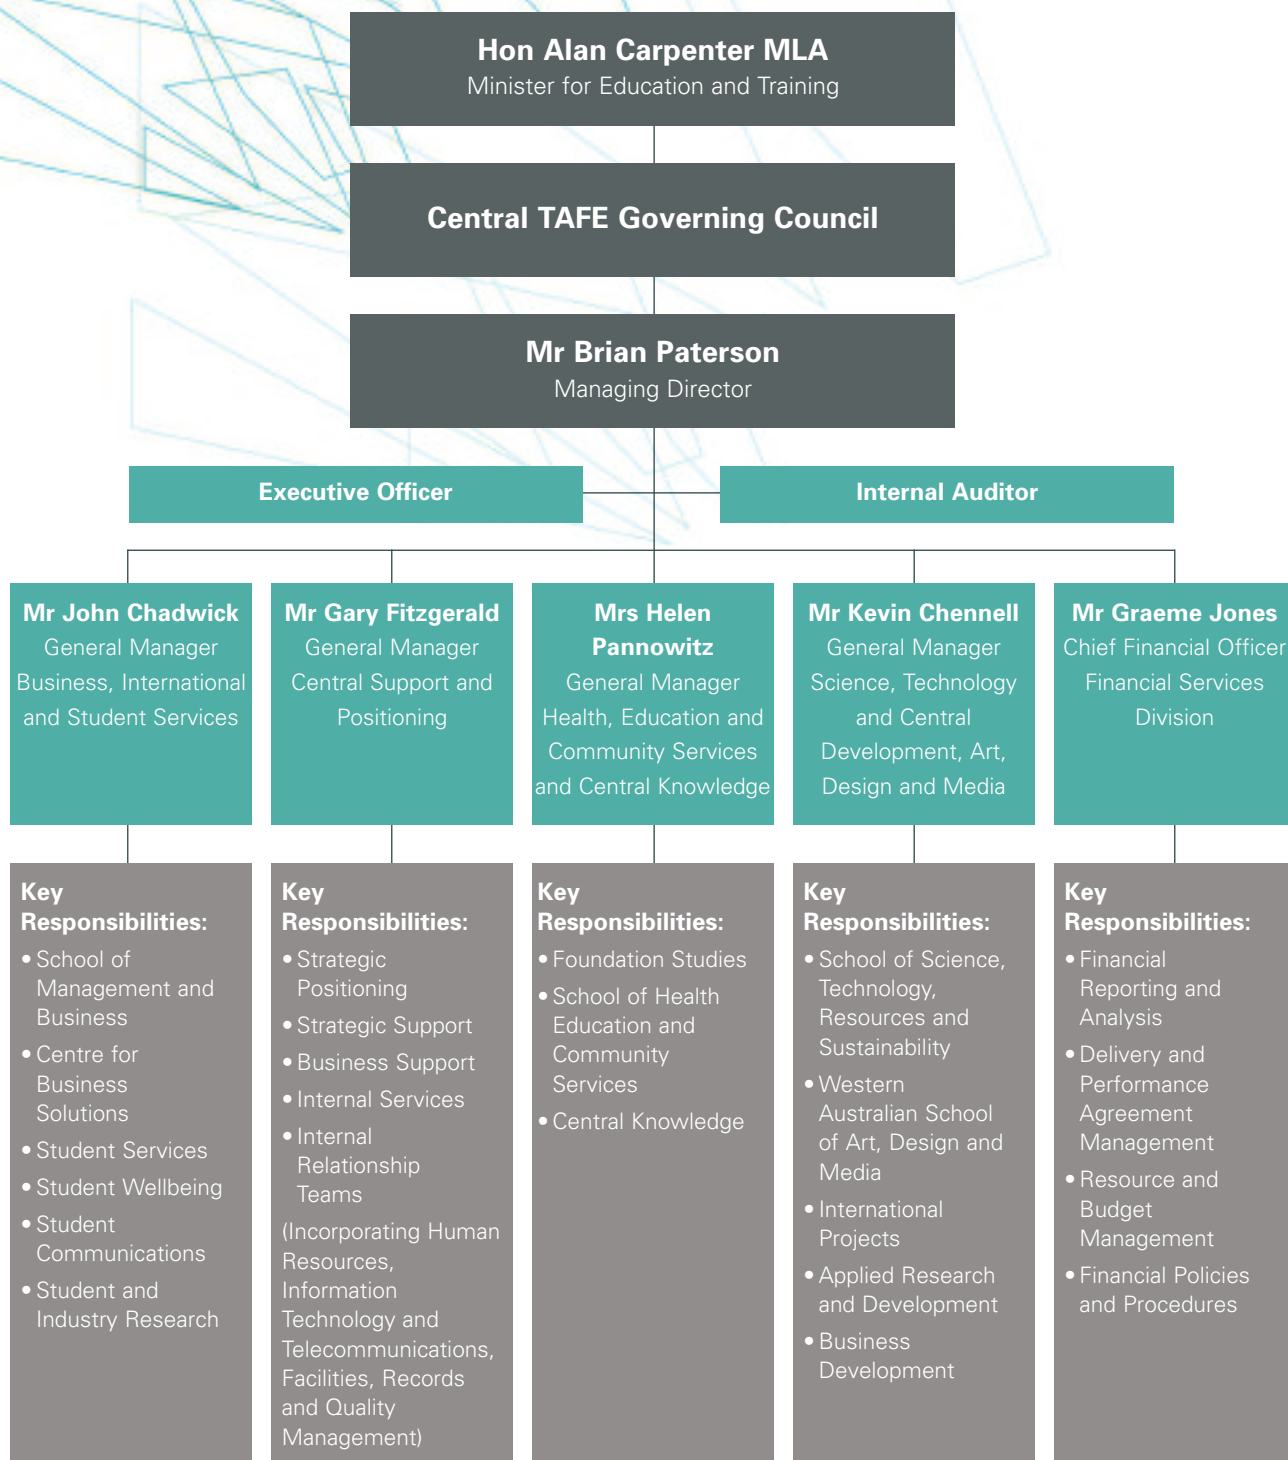 Hon Alan Carpenter MLA
Minister for Education and Training
Central TAFE Governing Council
Mr Brian Paterson
Managing Director
Executive Officer
Internal Auditor
Mr John Chadwick
General Manager
Business, International
and Student Services
Mr Gary Fitzgerald
General Manager
Central Support and
Positioning
Mrs Helen
Pannowitz
General Manager
Health, Education and
Community Services
and Central Knowledge
Mr Kevin Chennell
General Manager
Science, Technology
and Central
Development, Art,
Design and Media
Mr Graeme Jones
Chief Financial Officer
Financial Services
Division
Key
Responsibilities:
• School of
Management and
Business
• Centre for
Business
Solutions
• Student Services
• Student Wellbeing
• Student
Communications
• Student and
Industry Research
Key
Responsibilities:
• Strategic
Positioning
• Strategic Support
• Business Support
• Internal Services
• Internal
Relationship
Teams
(Incorporating Human
Resources,
Information
Technology and
Telecommunications,
Facilities, Records
and Quality
Management)
Key
Responsibilities:
• Foundation Studies
• School of Health
Education and
Community
Services
• Central Knowledge
Key
Responsibilities:
• School of Science,
Technology,
Resources and
Sustainability
• Western
Australian School
of Art, Design and
Media
• International
Projects
• Applied Research
and Development
• Business
Development
Key
Responsibilities:
• Financial
Reporting and
Analysis
• Delivery and
Performance
Agreement
Management
• Resource and
Budget
Management
• Financial Policies
and Procedures